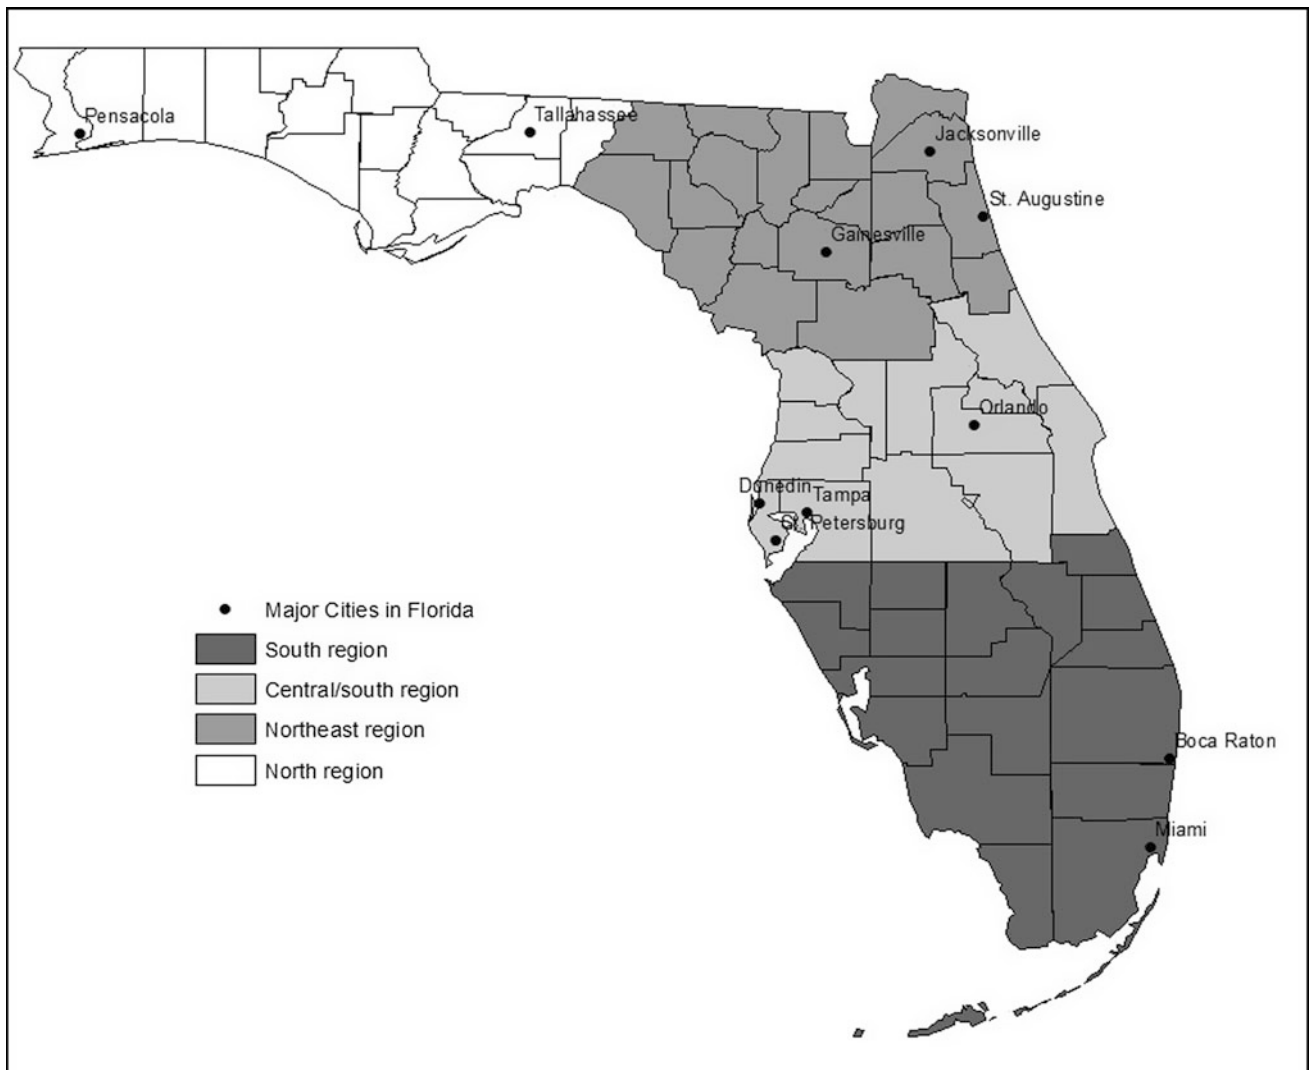 Pensacola
Tallahassee
Jacksonville
St. Augustine
Gainesville
Orlando
Dunedin
Tampa
St. Petersburg
Major Cities in Florida
South region
Central/south region
Northeast region
North region
Boca Raton
Miami